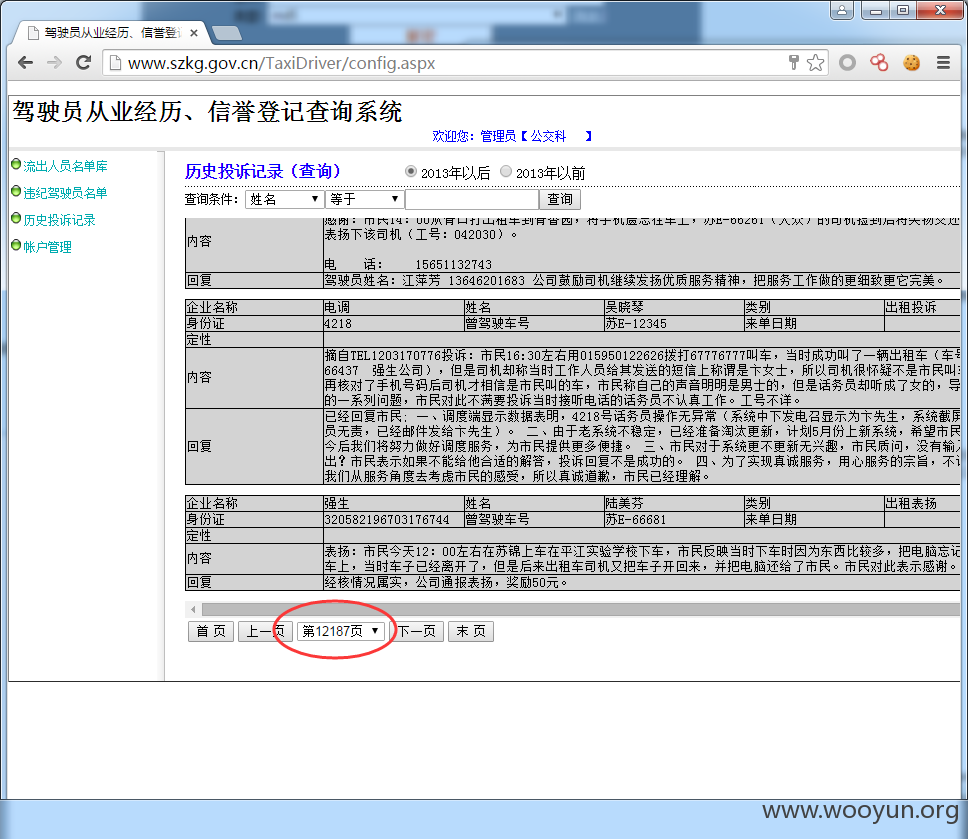 驾驶员从业经历、信誉登
www.szkg.gov.cn/TaxiDriver/config.aspx
驾驶员从业经历、信誉登记查询系统
欢迎您：管理员【 公交科 】
流出人员名单库
违纪驾驶员名单
历史投诉记录
帐户管理
历史投诉记录（查询） 2013年以后 2013年以前
查询条件： 姓名 等于 查询
内容
感谢：市民14：00从胥口打出租车到胥香园，将手机遗忘在车上，苏E-66261（大众）的司机捡到后将失物交还
表扬下该司机（工号：042030）。
电 话： 15651132743
回复 驾驶员姓名：江萍芳 13646201683 公司鼓励司机继续发扬优质服务精神，把服务工作做的更细致更它完美。
企业名称 电调 姓名 吴晓琴 类别 出租投诉
身份证 4218 曾驾驶车号 苏E-12345 来单日期
定性
内容
摘自TEL1203170776投诉：市民16:30左右用015950122626拨打67776777叫车，当时成功叫了一辆出租车（车号
66437 强生公司），但是司机却称当时工作人员给其发送的短信上称谓是卞女士，所以司机很怀疑不是市民叫
再核对了手机号码后司机才相信是市民叫的车，市民称自己的声音明明是男士的，但是话务员却听成了女的，导
的一系列问题，市民对此不满要投诉当时接听电话的话务员不认真工作。工号不详。
回复
已经回复市民：一、调度端显示数据表明，4218号话务员操作无异常（系统中下发电召显示为卞先生，系统截屏
员无责，已经邮件发给卞先生）。 二、由于老系统不稳定，已经准备淘汰更新，计划5月份上新系统，希望市民
今后我们将努力做好调度服务，为市民提供更多便捷。 三、市民对于系统更不更新无兴趣，市民质问，没有输入
出？市民表示如果不能给他合适的解答，投诉回复不是成功的。 四、为了实现真诚服务，用心服务的宗旨，不
我们从服务角度去考虑市民的感受，所以真诚道歉，市民已经理解。
企业名称 强生 姓名 陆美芬 类别 出租表扬
身份证 320582196703176744 曾驾驶车号 苏E-66681 来单日期
定性
内容
表扬：市民今天12：00左右在苏锦上车在平江实验学校下车，市民反映当时下车时因为东西比较多，把电脑忘记
车上，当时车子已经离开了，但是后来出租车司机又把车子开回来，并把电脑还给了市民。市民对此表示感谢。
回复 经核情况属实，公司通报表扬，奖励50元。
首 页 上一页 第12187页 下一页 末 页
www.wooyun.org